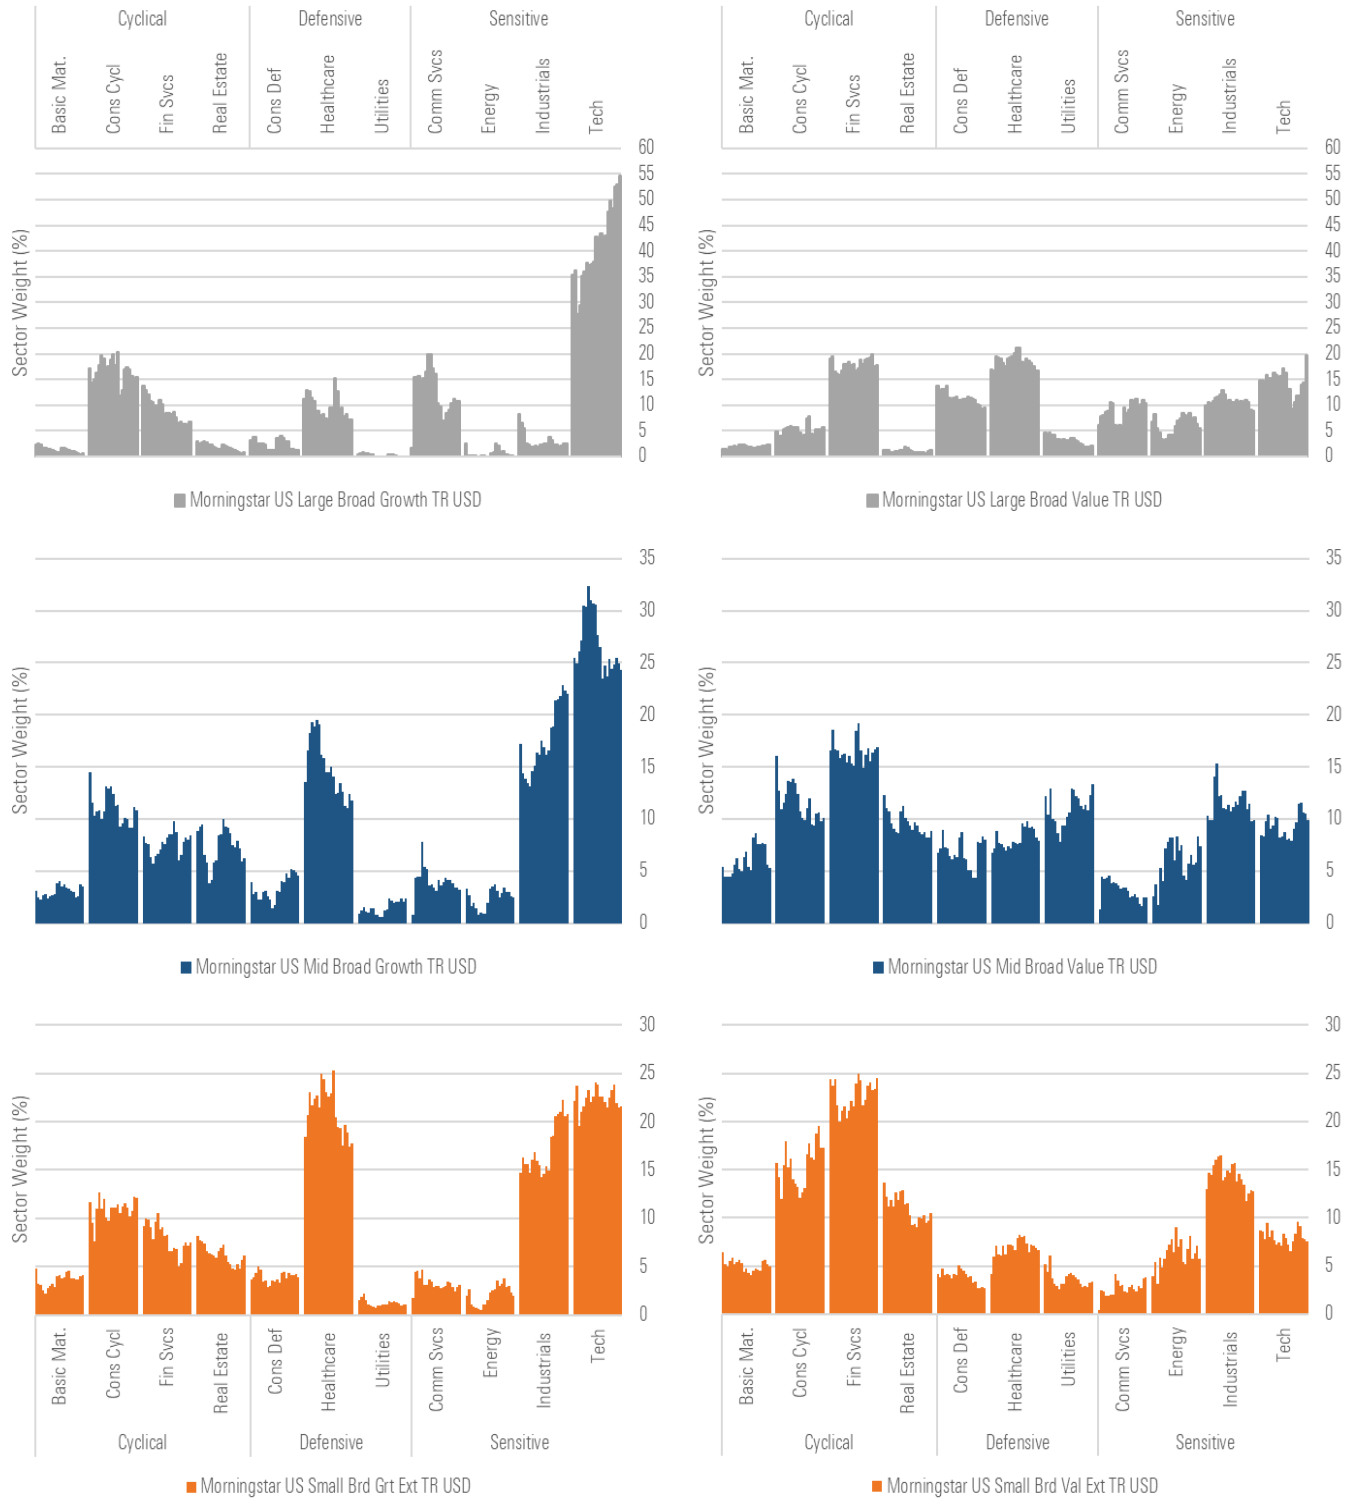 Cyclical Defensive Sensitive
Basic Mat. Cons Cycl Fin Svcs Real Estate Cons Def Healthcare Utilities Comm Svcs Energy Industrials Tech
Sector Weight (%)
60
55
50
45
40
35
30
25
20
15
10
5
0
Morningstar US Large Broad Growth TR USD
Cyclical Defensive Sensitive
Basic Mat. Cons Cycl Fin Svcs Real Estate Cons Def Healthcare Utilities Comm Svcs Energy Industrials Tech
Sector Weight (%)
60
55
50
45
40
35
30
25
20
15
10
5
0
Morningstar US Large Broad Value TR USD
Sector Weight (%)
35
30
25
20
15
10
5
0
Morningstar US Mid Broad Growth TR USD
Sector Weight (%)
35
30
25
20
15
10
5
0
Morningstar US Mid Broad Value TR USD
Sector Weight (%)
30
25
20
15
10
5
0
Basic Mat. Cons Cycl Fin Svcs Real Estate Cons Def Healthcare Utilities Comm Svcs Energy Industrials Tech
Cyclical Defensive Sensitive
Morningstar US Small Brd Grt Ext TR USD
Sector Weight (%)
30
25
20
15
10
5
0
Basic Mat. Cons Cycl Fin Svcs Real Estate Cons Def Healthcare Utilities Comm Svcs Energy Industrials Tech
Cyclical Defensive Sensitive
Morningstar US Small Brd Val Ext TR USD